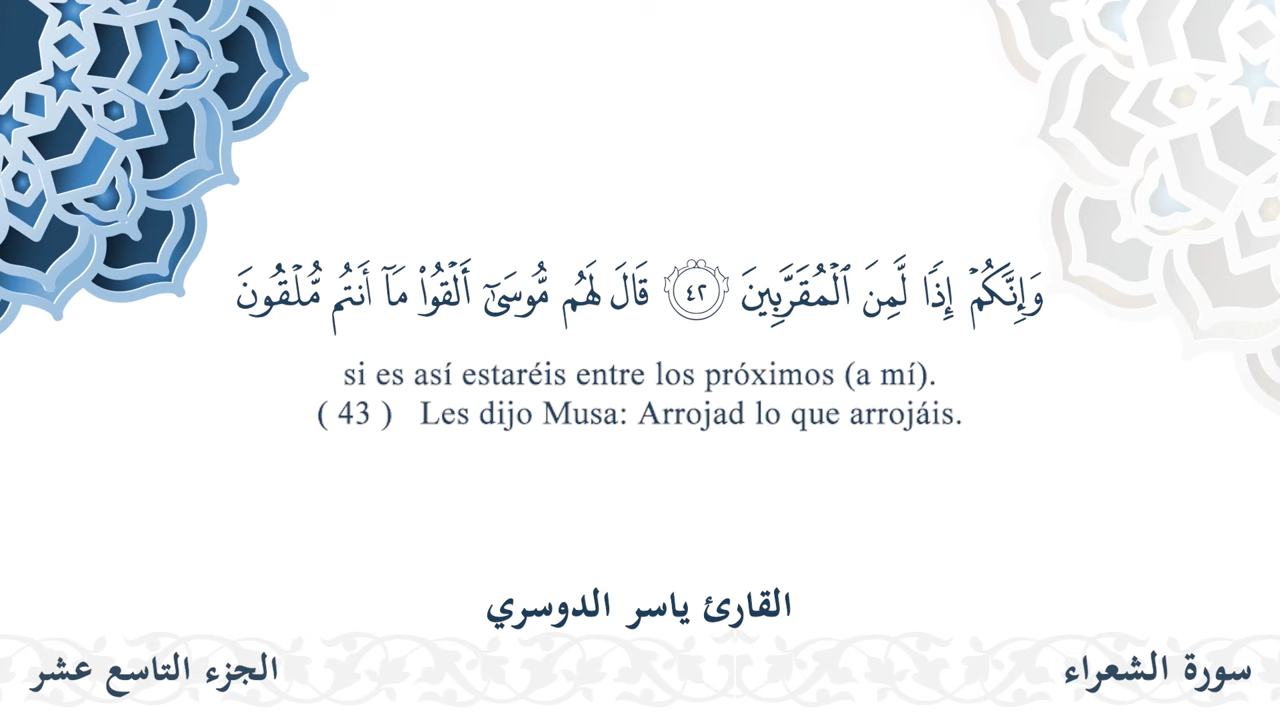 وَإِنَّكُمۡ إِذٗا لَّمِنَ ٱلۡمُقَرَّبِينَ ٤٢ قَالَ لَهُم مُّوسَىٰٓ أَلۡقُواْ مَآ أَنتُم مُّلۡقُونَ
si es así estaréis entre los próximos (a mí).
( 43 ) Les dijo Musa: Arrojad lo que arrojáis.
القارئ ياسر الدوسري
سورة الشعراء
الجزء التاسع عشر